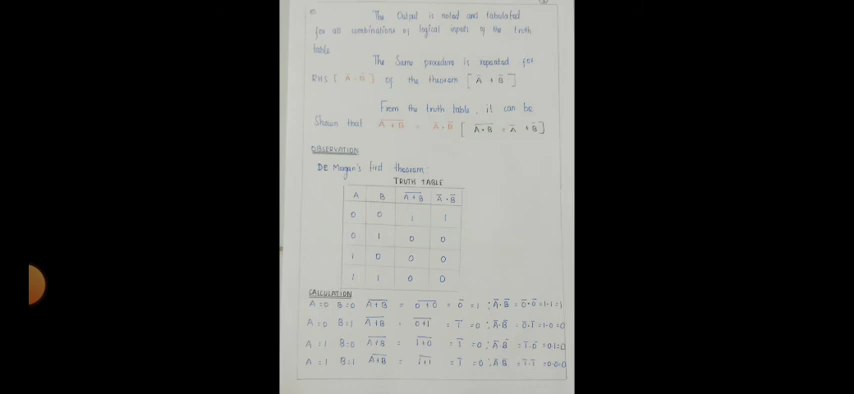 The Output is noted and tabulated
for all combinations of logical inputs of the truth
table.
The Same procedure is repeated for
RHS [ A̅ · B̅ ] of the theorem [ A̅ + B̅ ]
From the truth table, it can be
Shown that A̅+̅B̅ = A̅ · B̅ [ A̅·̅B̅ = A̅ + B̅ ]
OBSERVATION
De Morgan's first theorem:
TRUTH TABLE
A B A̅+̅B̅ A̅ · B̅
0 0 1 1
0 1 0 0
1 0 0 0
1 1 0 0
CALCULATION
A=0 B=0 A̅+̅B̅ = 0̅+̅0̅ = 0̅ = 1 ; A̅·B̅ = 0̅·0̅ = 1·1 = 1
A=0 B=1 A̅+̅B̅ = 0̅+̅1̅ = 1̅ = 0 ; A̅·B̅ = 0̅·1̅ = 1·0 = 0
A=1 B=0 A̅+̅B̅ = 1̅+̅0̅ = 1̅ = 0 ; A̅·B̅ = 1̅·0̅ = 0·1 = 0
A=1 B=1 A̅+̅B̅ = 1̅+̅1̅ = 1̅ = 0 ; A̅·B̅ = 1̅·1̅ = 0·0 = 0